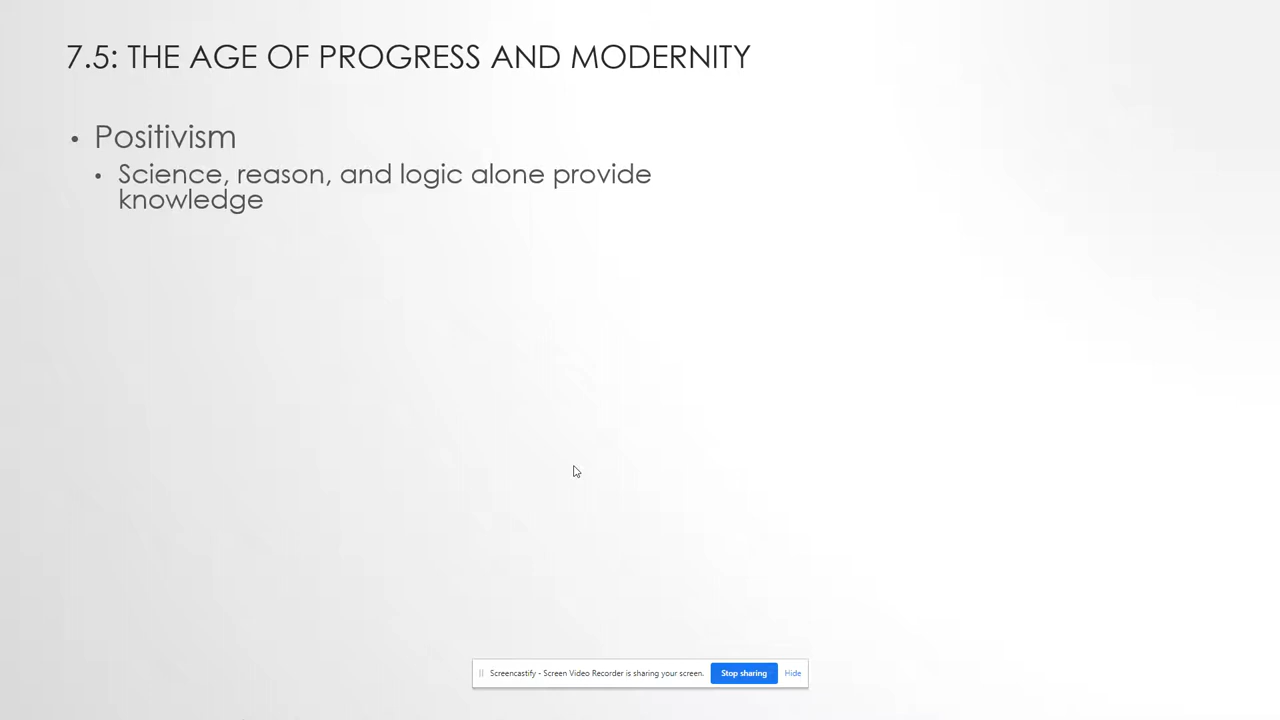 7.5: THE AGE OF PROGRESS AND MODERNITY
• Positivism
• Science, reason, and logic alone provide
knowledge
Screencastify - Screen Video Recorder is sharing your screen. Stop sharing Hide